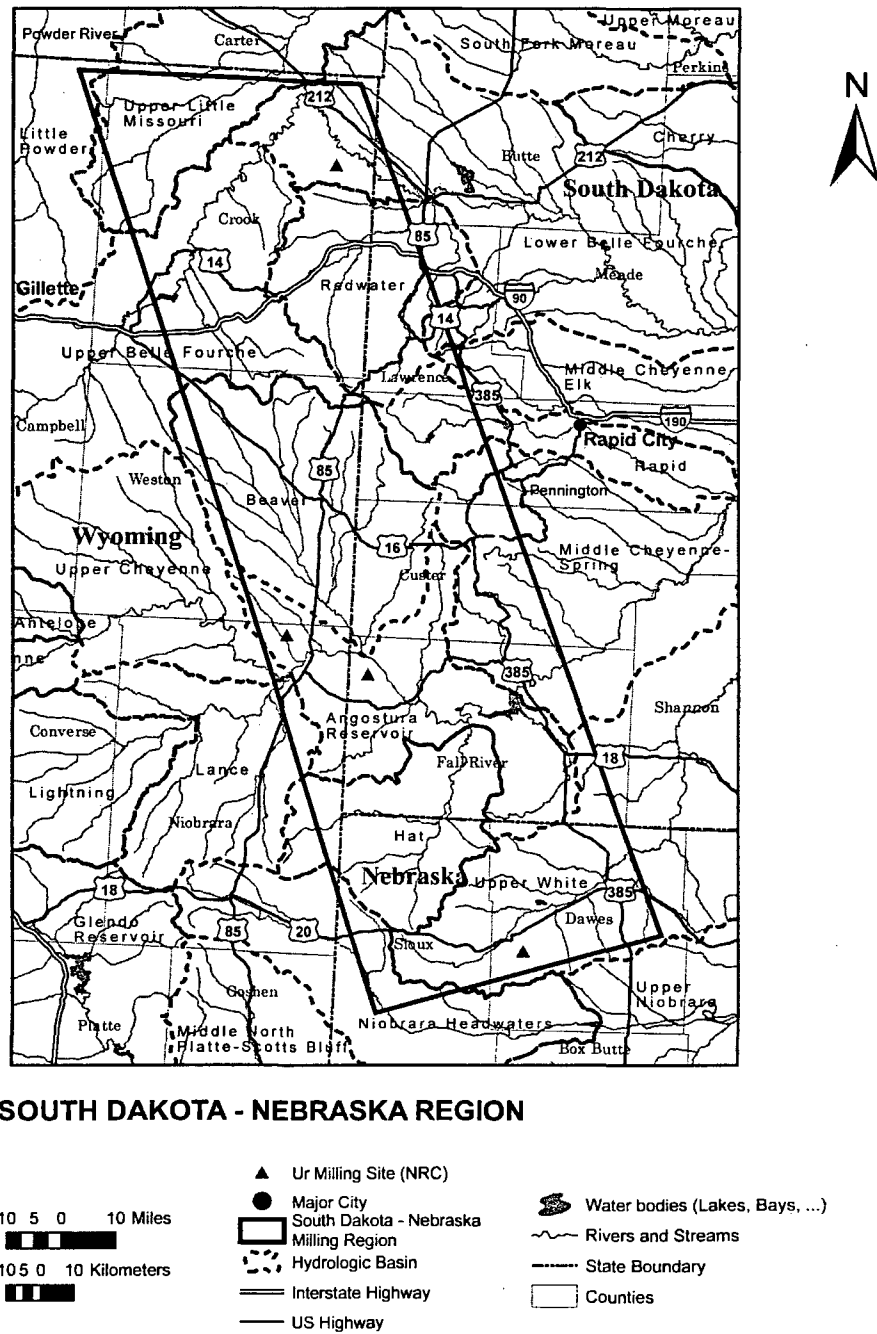 Powder River
Carter
Upper Moreau
South Fork Moreau
Perkins
N
212
Upper Little
Missouri
Little
Powder
Cherry
Butte
212
South Dakota
Crook
85
Lower Belle Fourche
14
Meade
Gillette
Redwater
90
14
Upper Belle Fourche
Middle Cheyenne
Elk
Lawrence
385
Campbell
190
Rapid City
Rapid
85
Weston
Beaver
Pennington
Wyoming
16
Middle Cheyenne-
Spring
Upper Cheyenne
Custer
Antelope
nne
385
Shannon
Angostura
Reservoir
Converse
18
Fall River
Lance
Lightning
Niobrara
Hat
Nebraska
Upper White
18
385
Dawes
Glendo
Reservoir
85
20
Sioux
Goshen
Upper
Niobrara
Platte
Middle North
Platte-Scotts Bluff
Niobrara Headwaters
Box Butte
SOUTH DAKOTA - NEBRASKA REGION
10 5 0 10 Miles
10 5 0 10 Kilometers
Ur Milling Site (NRC)
Major City
South Dakota - Nebraska
Milling Region
Hydrologic Basin
Interstate Highway
US Highway
Water bodies (Lakes, Bays, ...)
Rivers and Streams
State Boundary
Counties